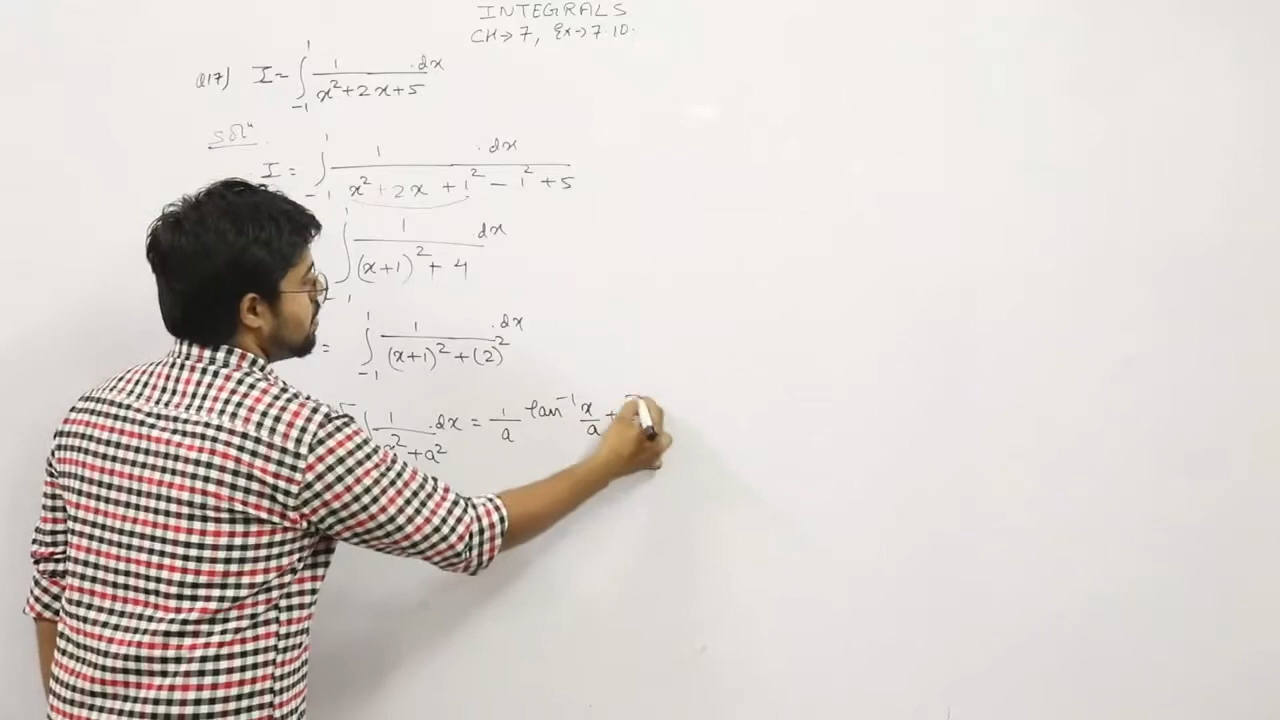 INTEGRALS
CH→7, Ex→7.10.
Q17) I = ∫₋₁¹ 1/(x²+2x+5) .dx
Solⁿ
I = ∫₋₁¹ 1/(x²+2x+1²-1²+5) .dx
∫₋₁¹ 1/((x+1)²+4) dx
= ∫₋₁¹ 1/((x+1)²+(2)²) .dx
∫ 1/(x²+a²) .dx = 1/a tan⁻¹ x/a +